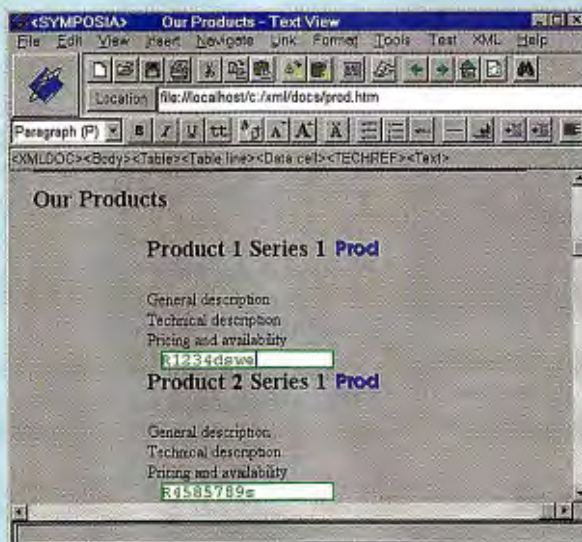 <SYMPOSIA> Our Products - Text View
File Edit View Insert Navigate Link Format Tools Test XML Help
Location file://localhost/c:/xml/docs/prod.htm
Paragraph (P) B I U tt A A A
<XMLDOC><Body><Table><Table line><Data cell><TECHREF><Text>
Our Products
Product 1 Series 1 Prod
General description
Technical description
Pricing and availability
R1234dswe
Product 2 Series 1 Prod
General description
Technical description
Pricing and availability
R4585789s